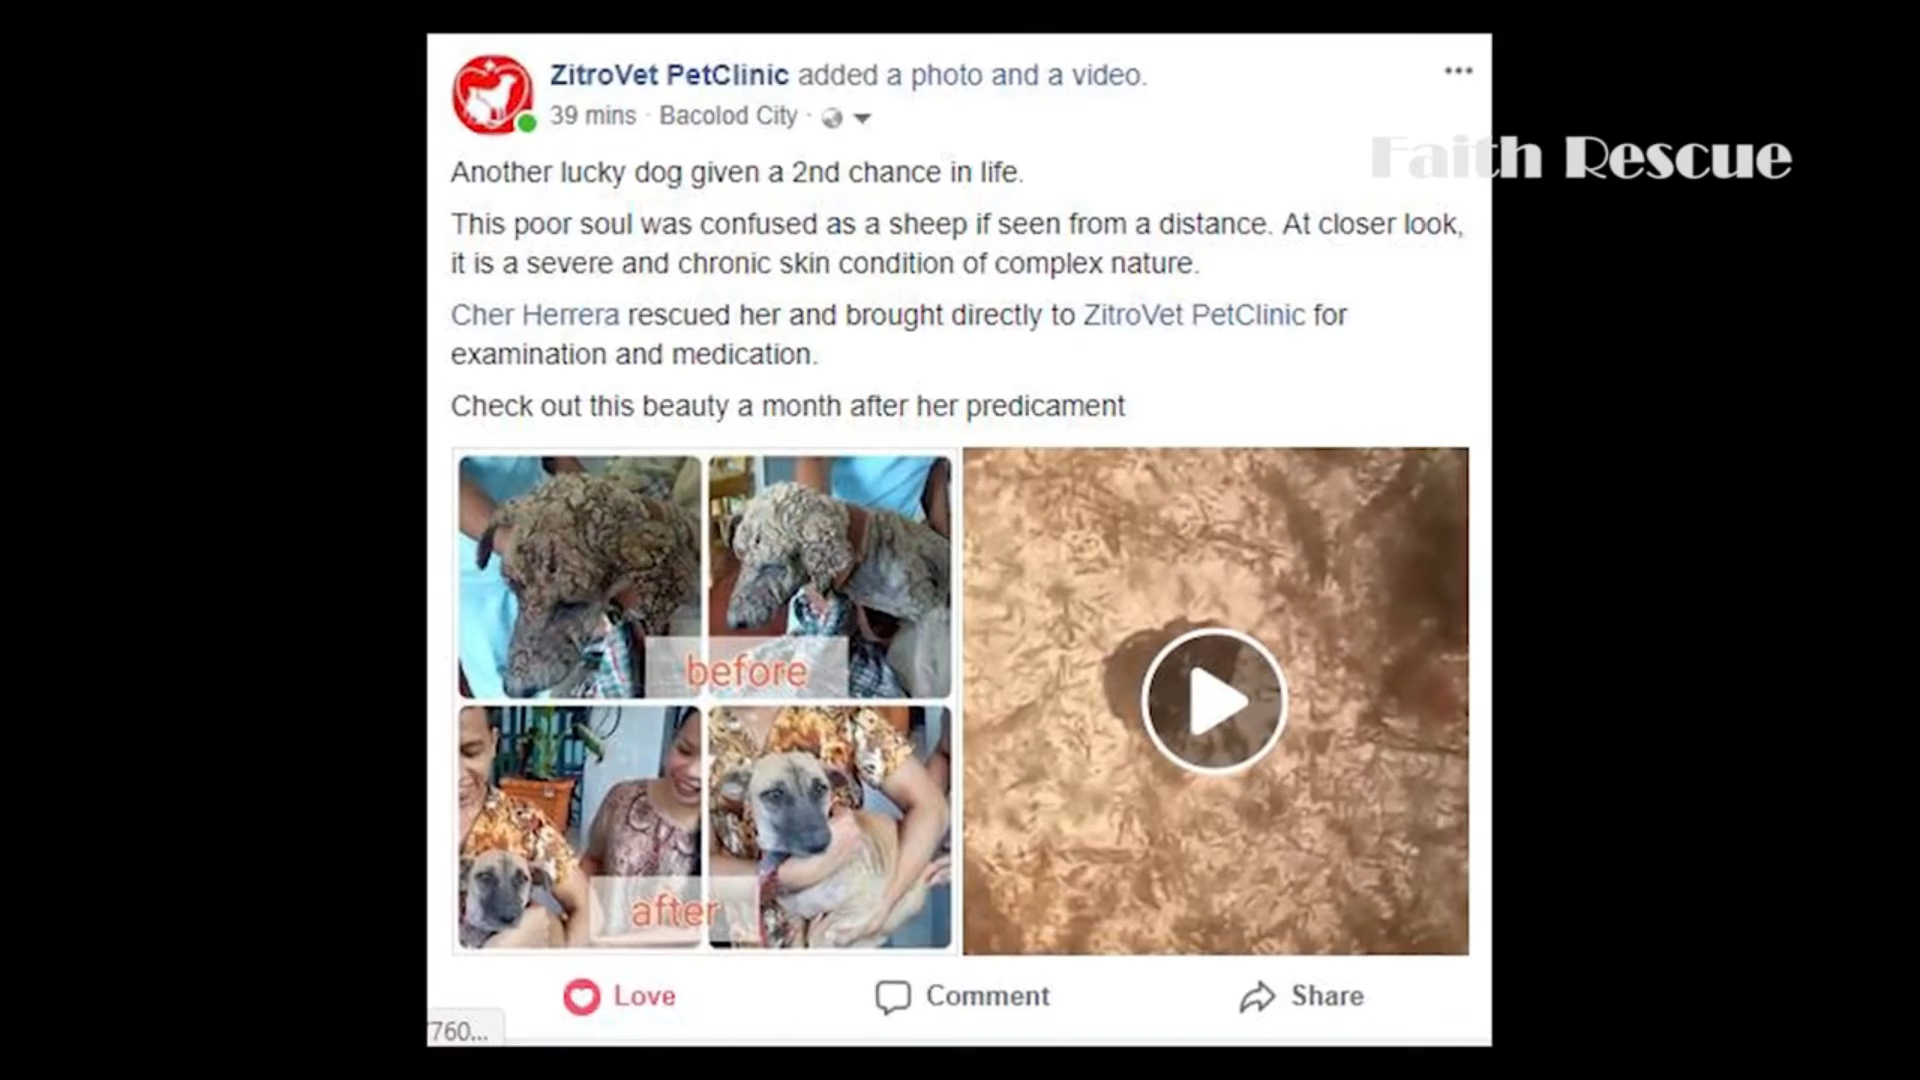 ZitroVet PetClinic added a photo and a video.
39 mins · Bacolod City ·
Faith Rescue
Another lucky dog given a 2nd chance in life.
This poor soul was confused as a sheep if seen from a distance. At closer look,
it is a severe and chronic skin condition of complex nature.
Cher Herrera rescued her and brought directly to ZitroVet PetClinic for
examination and medication.
Check out this beauty a month after her predicament
before
after
Love
Comment
Share
760...